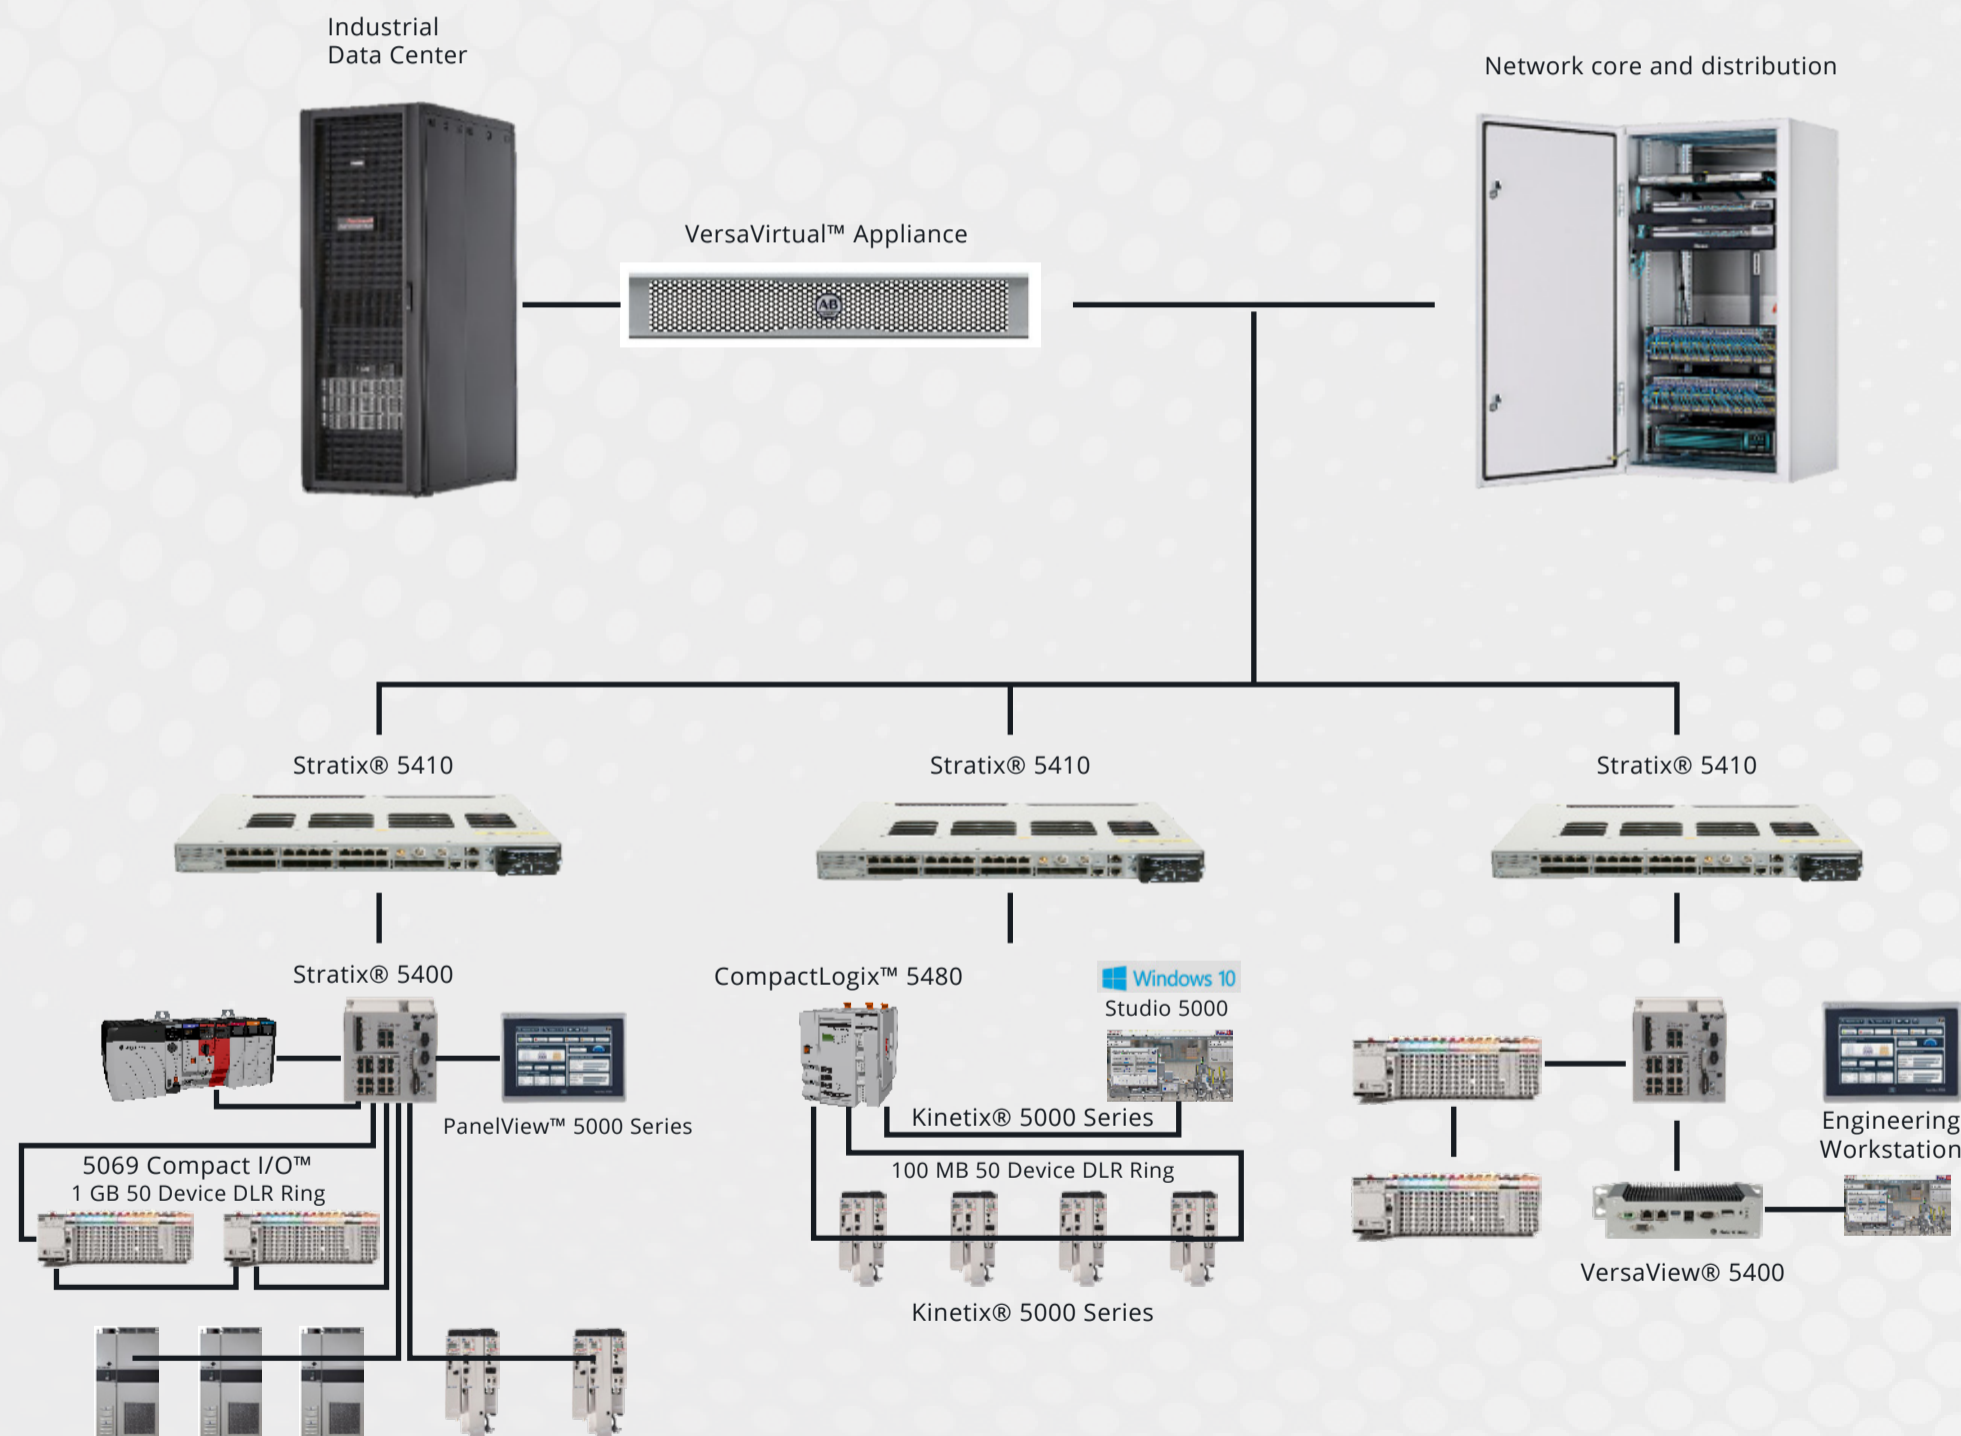 Industrial
Data Center
Network core and distribution
VersaVirtual™ Appliance
AB
Stratix® 5410
Stratix® 5410
Stratix® 5410
Stratix® 5400
CompactLogix™ 5480
Windows 10
Studio 5000
PanelView™ 5000 Series
Kinetix® 5000 Series
Engineering
Workstation
5069 Compact I/O™
1 GB 50 Device DLR Ring
100 MB 50 Device DLR Ring
VersaView® 5400
Kinetix® 5000 Series